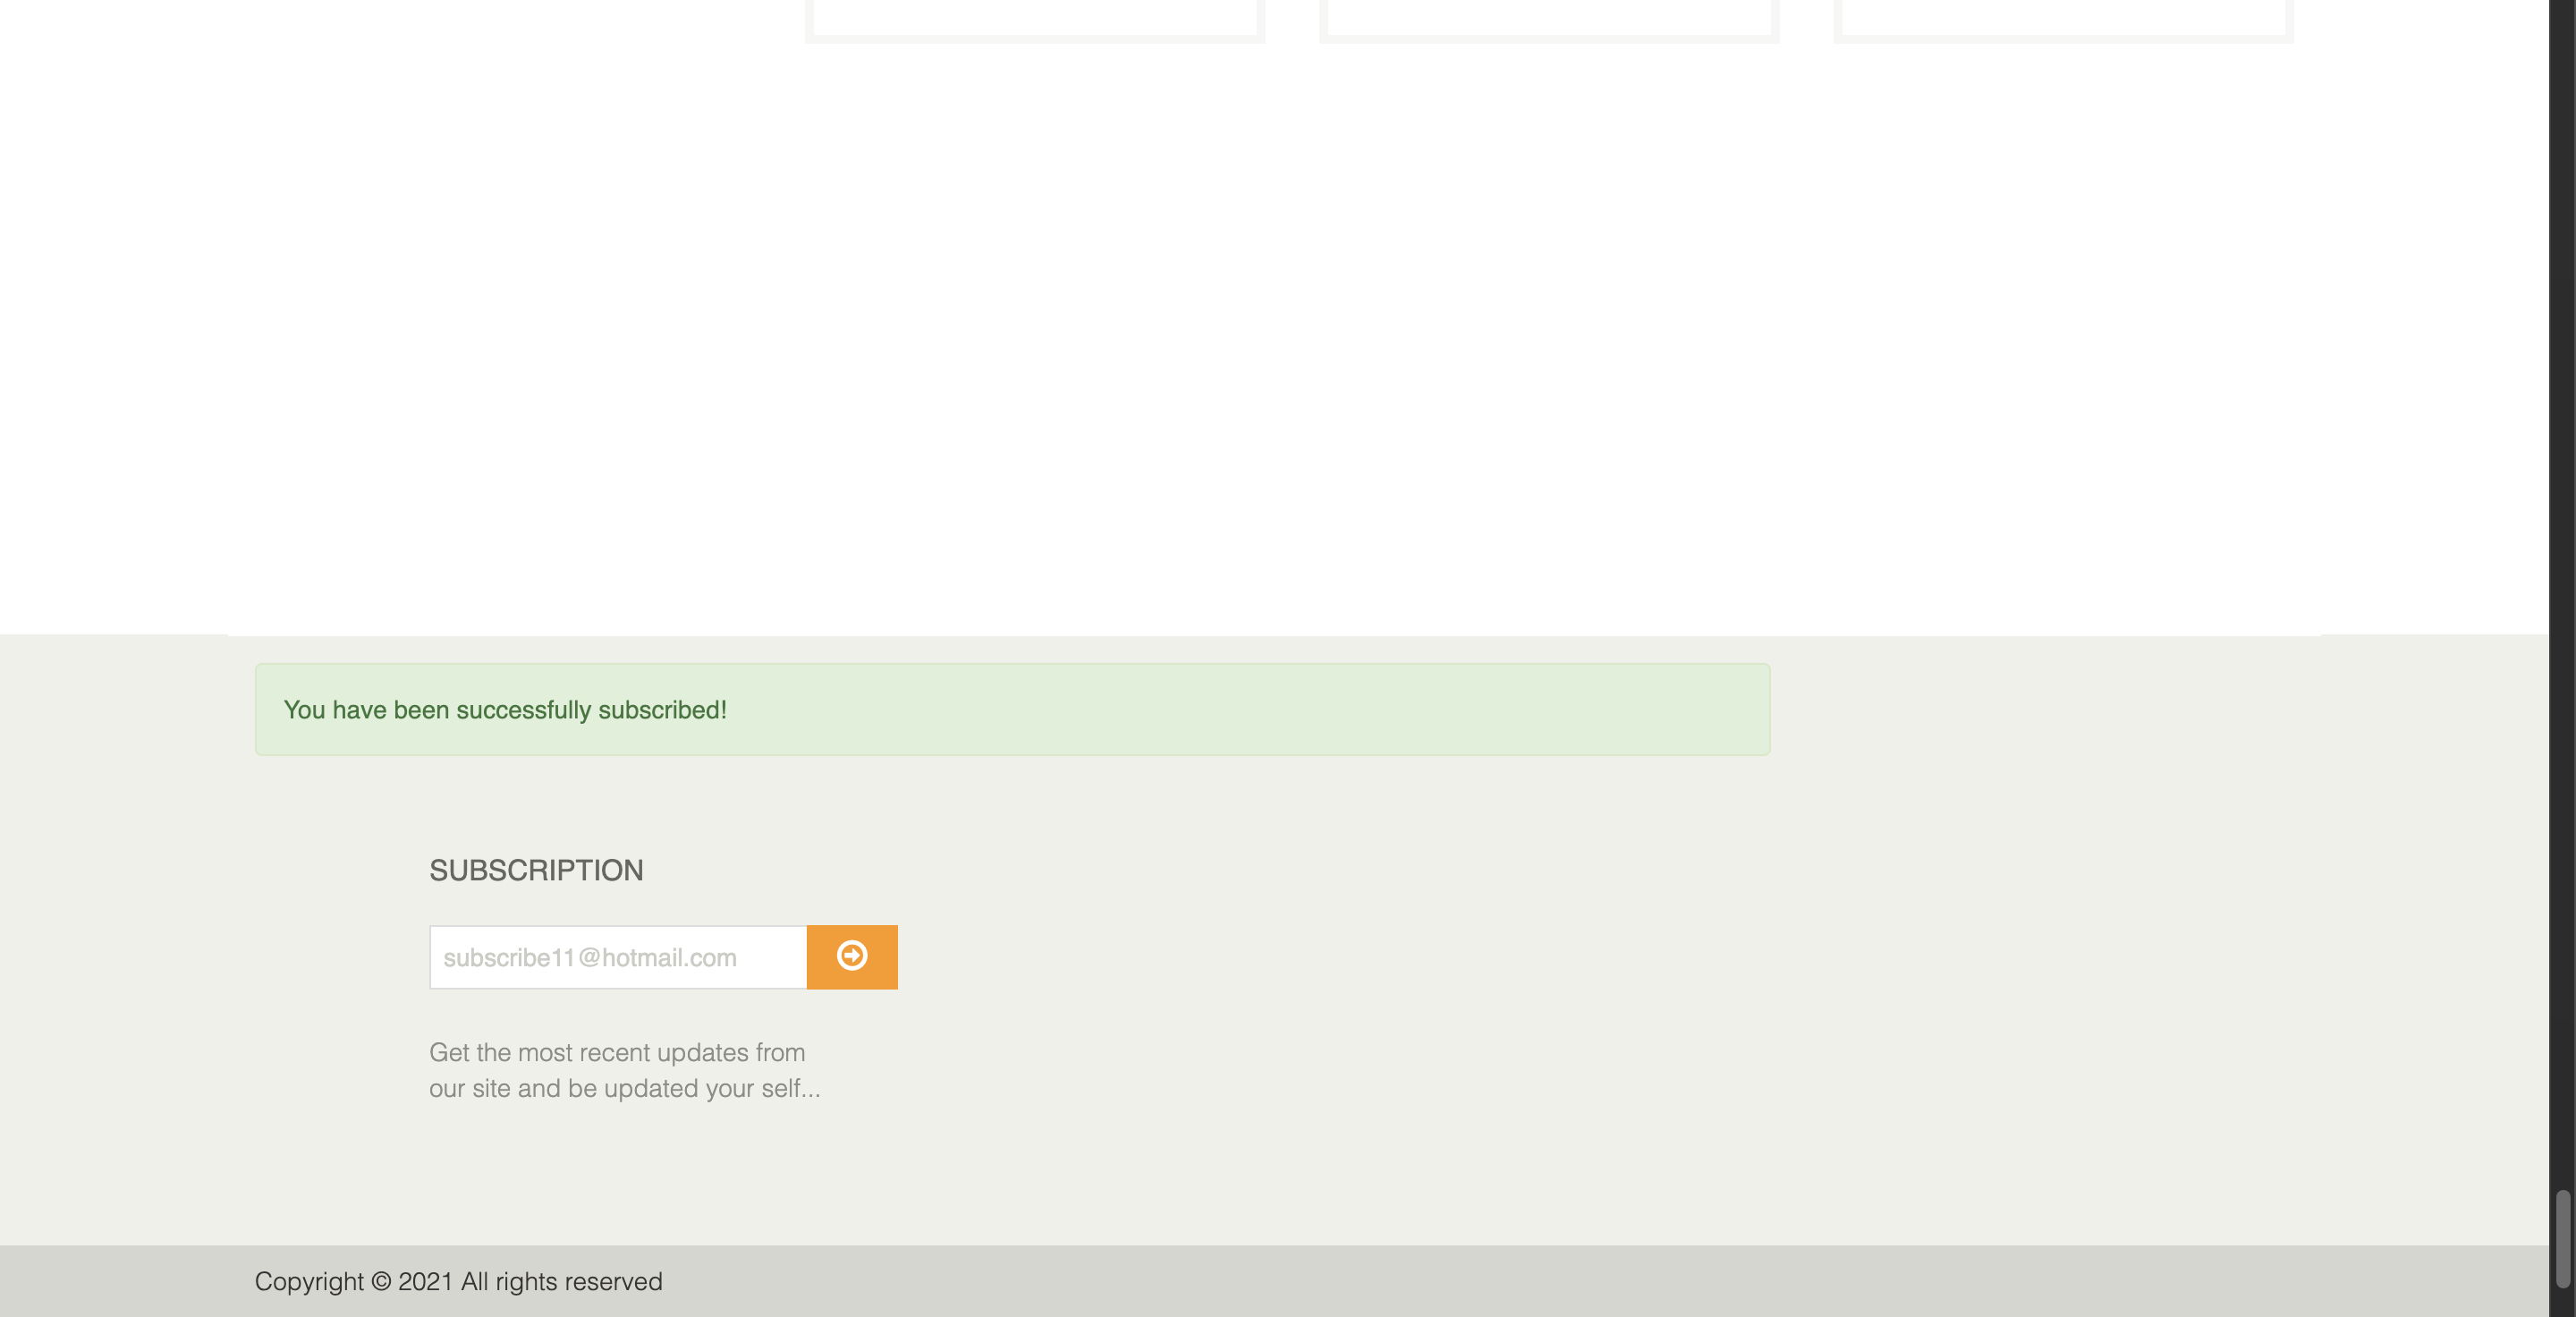 You have been successfully subscribed!
SUBSCRIPTION
subscribe11@hotmail.com
Get the most recent updates from
our site and be updated your self...
Copyright © 2021 All rights reserved